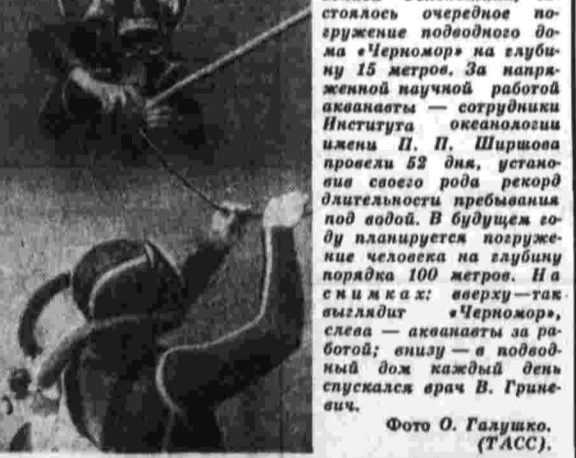 стоялось очередное по-
гружение подводного до-
ма «Черномор» на глуби-
ну 15 метров. За напря-
женной научной работой
акванавты — сотрудники
Института океанологии
имени П. П. Ширшова
провели 52 дня, устано-
вив своего рода рекорд
длительности пребывания
под водой. В будущем го-
ду планируется погруже-
ние человека на глубину
порядка 100 метров. На
снимках: вверху — так
выглядит «Черномор»,
слева — акванавты за ра-
ботой; внизу — в подвод-
ный дом каждый день
спускался врач В. Грине-
вич.
Фото О. Галушко.
(ТАСС).